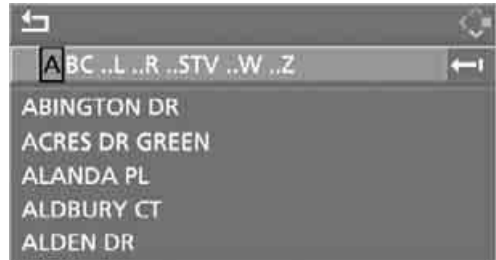 ABC ..L ..R ..STV ..W ..Z
ABINGTON DR
ACRES DR GREEN
ALANDA PL
ALDBURY CT
ALDEN DR